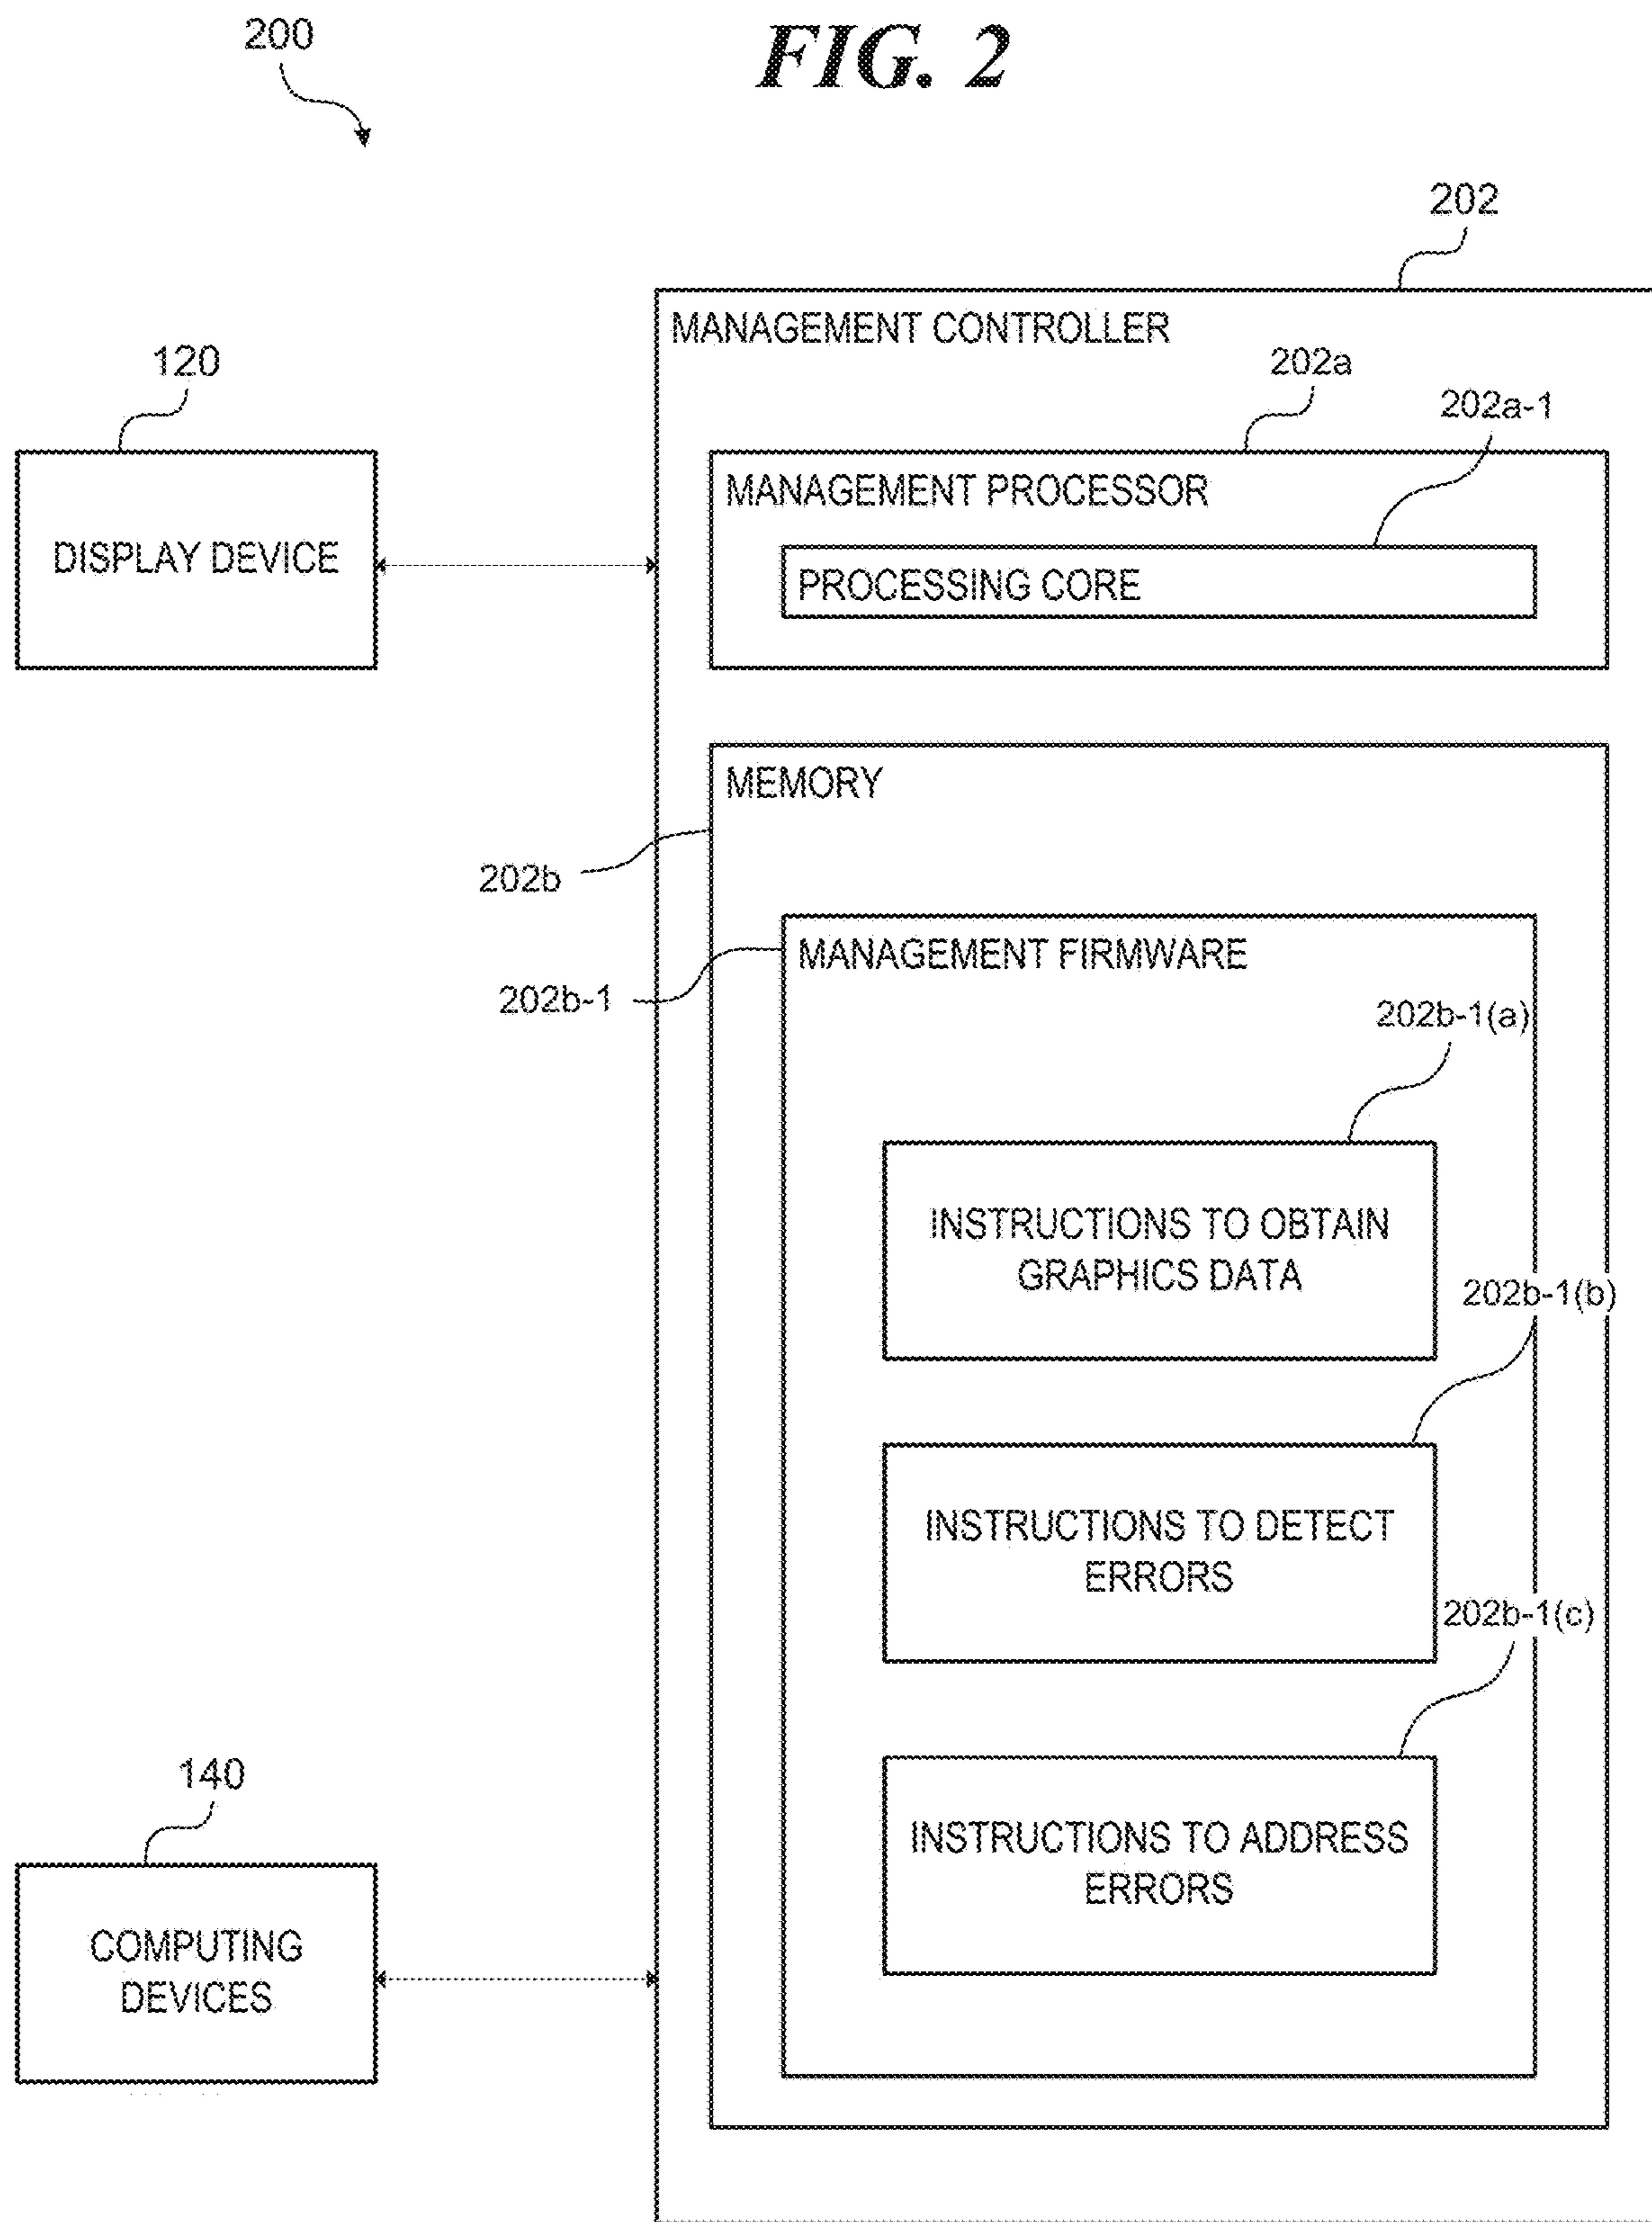 200
FIG. 2
202
MANAGEMENT CONTROLLER
120
202a
202a-1
MANAGEMENT PROCESSOR
DISPLAY DEVICE
PROCESSING CORE
MEMORY
202b
MANAGEMENT FIRMWARE
202b-1
202b-1(a)
INSTRUCTIONS TO OBTAIN
GRAPHICS DATA
202b-1(b)
INSTRUCTIONS TO DETECT
ERRORS
202b-1(c)
140
INSTRUCTIONS TO ADDRESS
ERRORS
COMPUTING
DEVICES